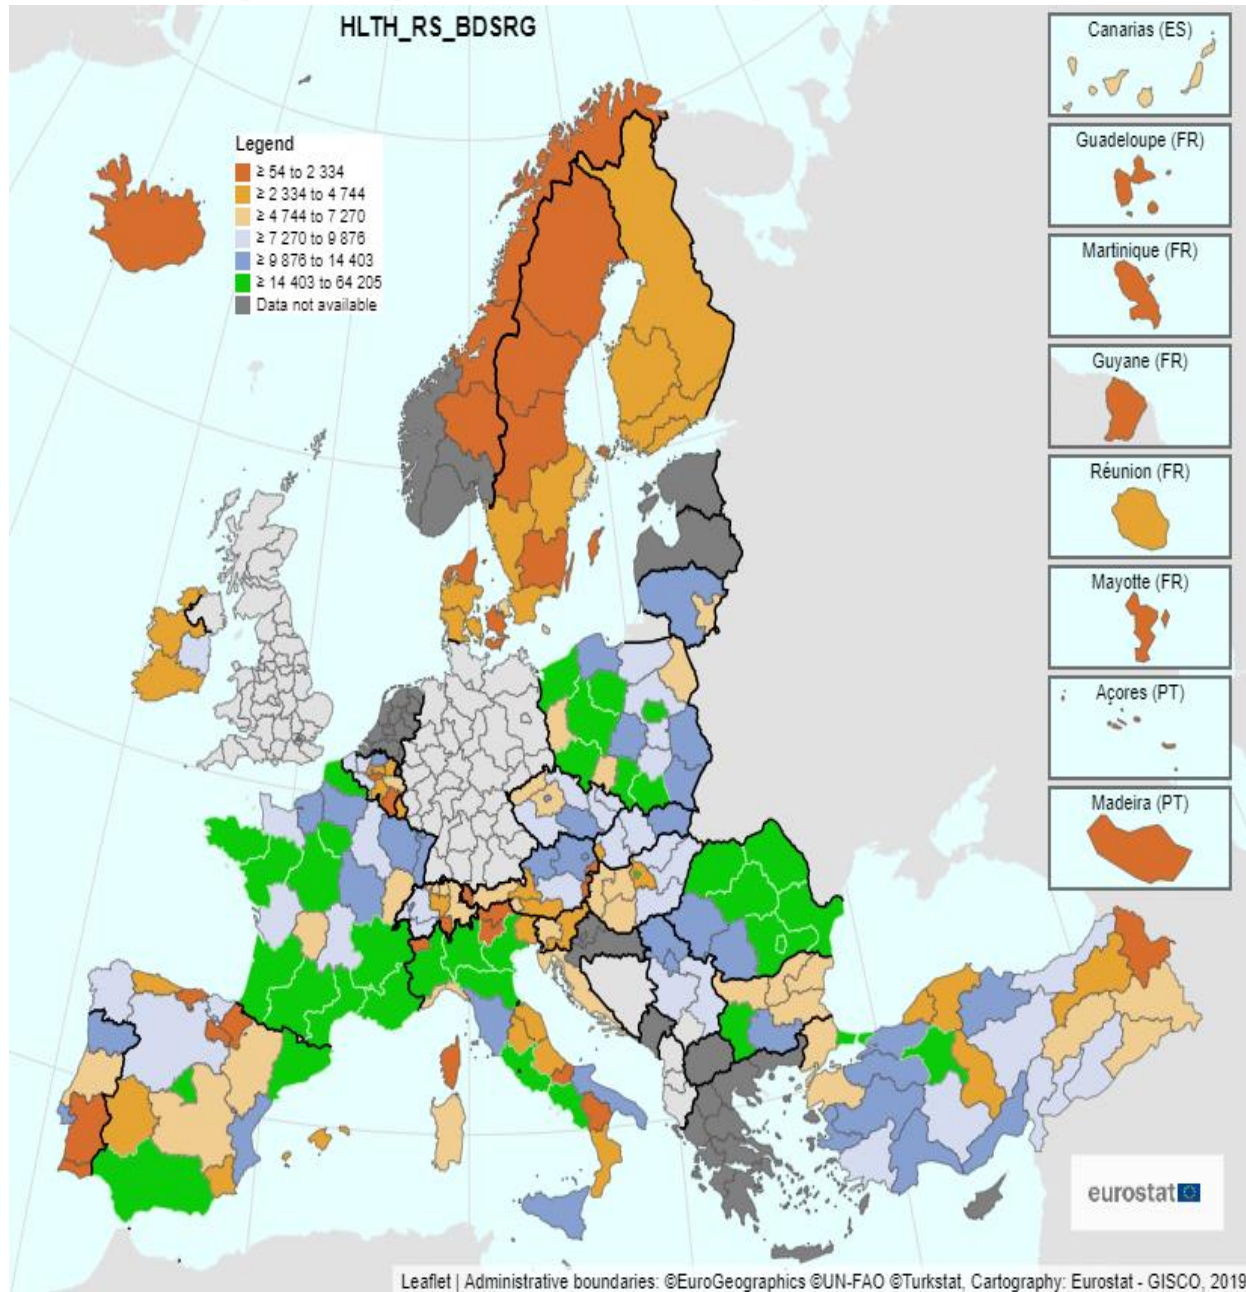 HLTH_RS_BDSRG
Legend
≥ 54 to 2 334
≥ 2 334 to 4 744
≥ 4 744 to 7 270
≥ 7 270 to 9 876
≥ 9 876 to 14 403
≥ 14 403 to 64 205
Data not available
Canarias (ES)
Guadeloupe (FR)
Martinique (FR)
Guyane (FR)
Réunion (FR)
Mayotte (FR)
Açores (PT)
Madeira (PT)
eurostat
Leaflet | Administrative boundaries: ©EuroGeographics ©UN-FAO ©Turkstat, Cartography: Eurostat - GISCO, 2019